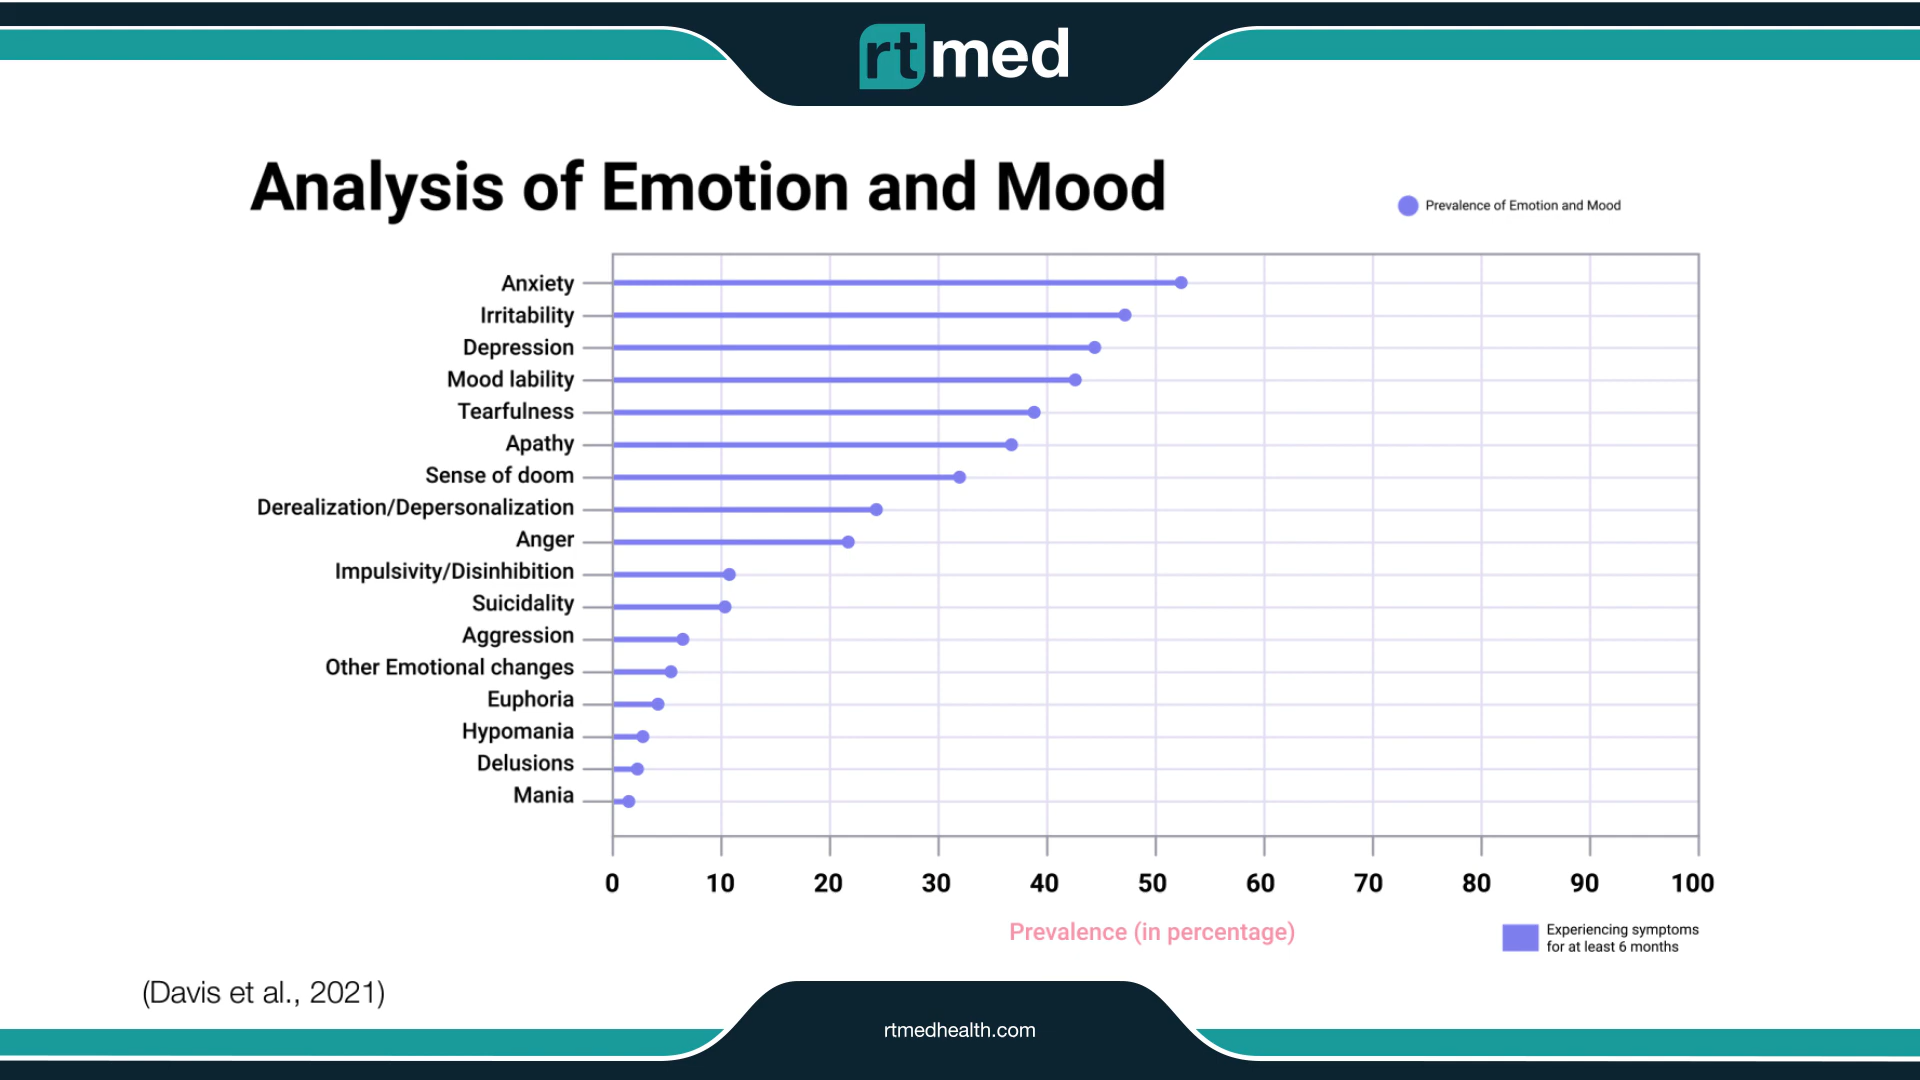 rtmed
Analysis of Emotion and Mood
Prevalence of Emotion and Mood
Anxiety
Irritability
Depression
Mood lability
Tearfulness
Apathy
Sense of doom
Derealization/Depersonalization
Anger
Impulsivity/Disinhibition
Suicidality
Aggression
Other Emotional changes
Euphoria
Hypomania
Delusions
Mania
0 10 20 30 40 50 60 70 80 90 100
Prevalence (in percentage)
Experiencing symptoms
for at least 6 months
(Davis et al., 2021)
rtmedhealth.com